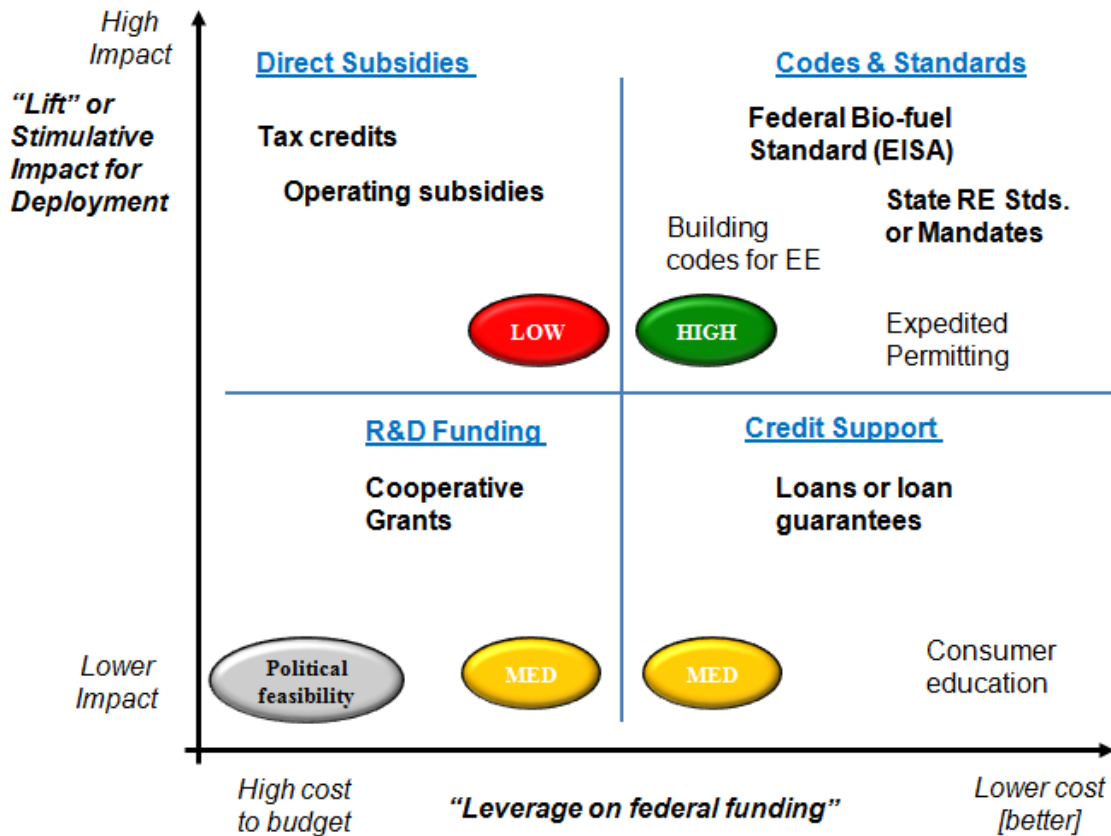 High
Impact
“Lift” or
Stimulative
Impact for
Deployment
Direct Subsidies
Tax credits
Operating subsidies
LOW
Codes & Standards
Federal Bio-fuel
Standard (EISA)
State RE Stds.
or Mandates
Building
codes for EE
HIGH
Expedited
Permitting
R&D Funding
Cooperative
Grants
MED
Credit Support
Loans or loan
guarantees
MED
Consumer
education
Lower
Impact
Political
feasibility
High cost
to budget
“Leverage on federal funding”
Lower cost
[better]